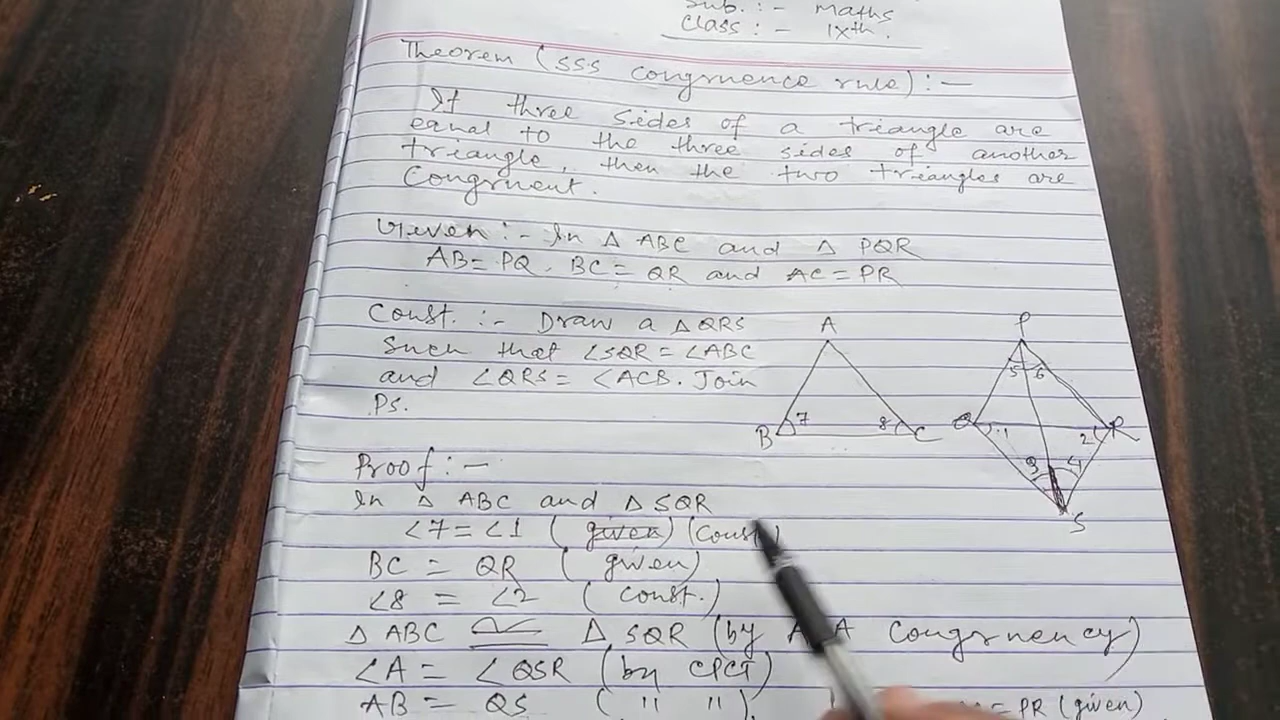 Sub. :- Maths
Class :- IXth.
Theorem (SSS congruence rule) :-
If three sides of a triangle are
equal to the three sides of another
triangle, then the two triangles are
Congruent.
Given :- In △ ABC and △ PQR
AB = PQ. BC = QR and AC = PR
Const. :- Draw a △ QRS
Such that ∠SQR = ∠ABC
and ∠QRS = ∠ACB. Join
PS.
A
B
7
8
C
P
5
6
Q
1
2
R
3
4
S
Proof :-
In △ ABC and △ SQR
∠7 = ∠1 (given) (Const.)
BC = QR (given)
∠8 = ∠2 (Const.)
△ ABC ≅ △ SQR (by A A Congruency)
∠A = ∠QSR (by CPCT)
AB = QS ( " " ).
= PR (given)